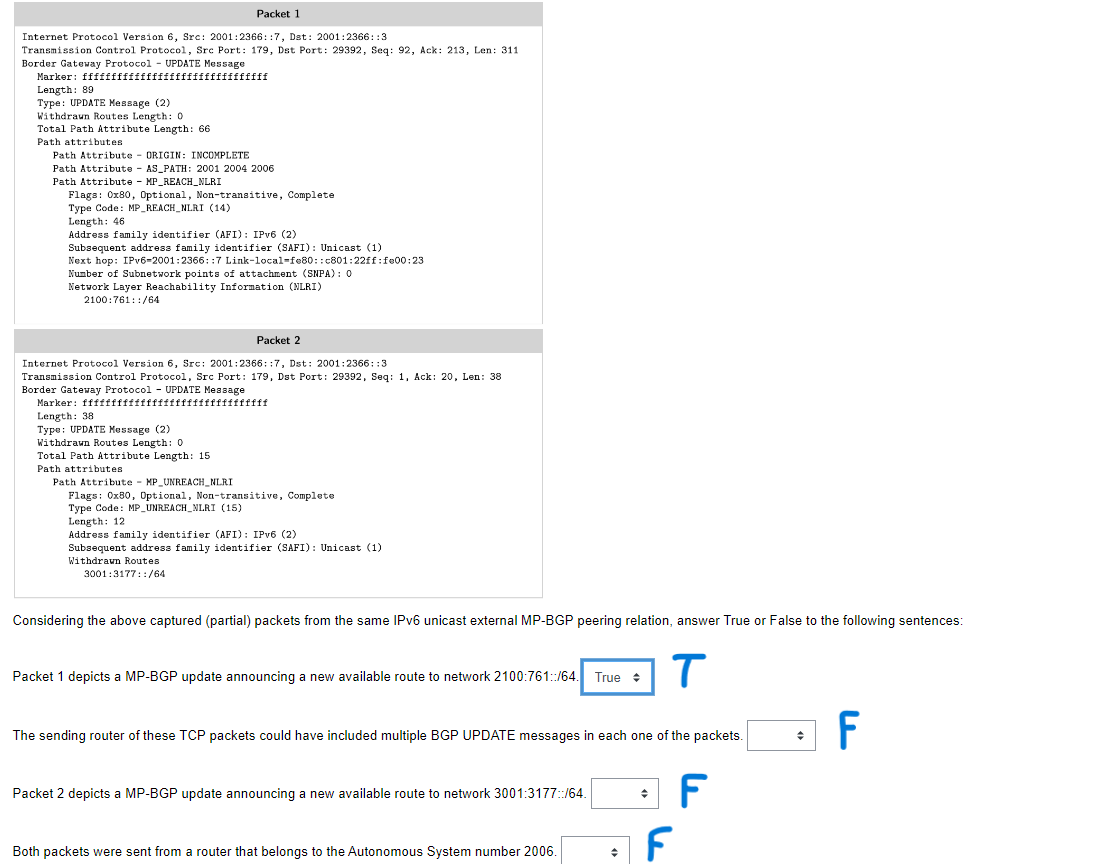 Packet 1
Internet Protocol Version 6, Src: 2001:2366::7, Dst: 2001:2366::3
Transmission Control Protocol, Src Port: 179, Dst Port: 29392, Seq: 92, Ack: 213, Len: 311
Border Gateway Protocol - UPDATE Message
Marker: ffffffffffffffffffffffffffffffff
Length: 89
Type: UPDATE Message (2)
Withdrawn Routes Length: 0
Total Path Attribute Length: 66
Path attributes
Path Attribute - ORIGIN: INCOMPLETE
Path Attribute - AS_PATH: 2001 2004 2006
Path Attribute - MP_REACH_NLRI
Flags: 0x80, Optional, Non-transitive, Complete
Type Code: MP_REACH_NLRI (14)
Length: 46
Address family identifier (AFI): IPv6 (2)
Subsequent address family identifier (SAFI): Unicast (1)
Next hop: IPv6=2001:2366::7 Link-local=fe80::c801:22ff:fe00:23
Number of Subnetwork points of attachment (SNPA): 0
Network Layer Reachability Information (NLRI)
2100:761::/64
Packet 2
Internet Protocol Version 6, Src: 2001:2366::7, Dst: 2001:2366::3
Transmission Control Protocol, Src Port: 179, Dst Port: 29392, Seq: 1, Ack: 20, Len: 38
Border Gateway Protocol - UPDATE Message
Marker: ffffffffffffffffffffffffffffffff
Length: 38
Type: UPDATE Message (2)
Withdrawn Routes Length: 0
Total Path Attribute Length: 15
Path attributes
Path Attribute - MP_UNREACH_NLRI
Flags: 0x80, Optional, Non-transitive, Complete
Type Code: MP_UNREACH_NLRI (15)
Length: 12
Address family identifier (AFI): IPv6 (2)
Subsequent address family identifier (SAFI): Unicast (1)
Withdrawn Routes
3001:3177::/64
Considering the above captured (partial) packets from the same IPv6 unicast external MP-BGP peering relation, answer True or False to the following sentences:
Packet 1 depicts a MP-BGP update announcing a new available route to network 2100:761::/64. True T
The sending router of these TCP packets could have included multiple BGP UPDATE messages in each one of the packets. F
Packet 2 depicts a MP-BGP update announcing a new available route to network 3001:3177::/64. F
Both packets were sent from a router that belongs to the Autonomous System number 2006. F